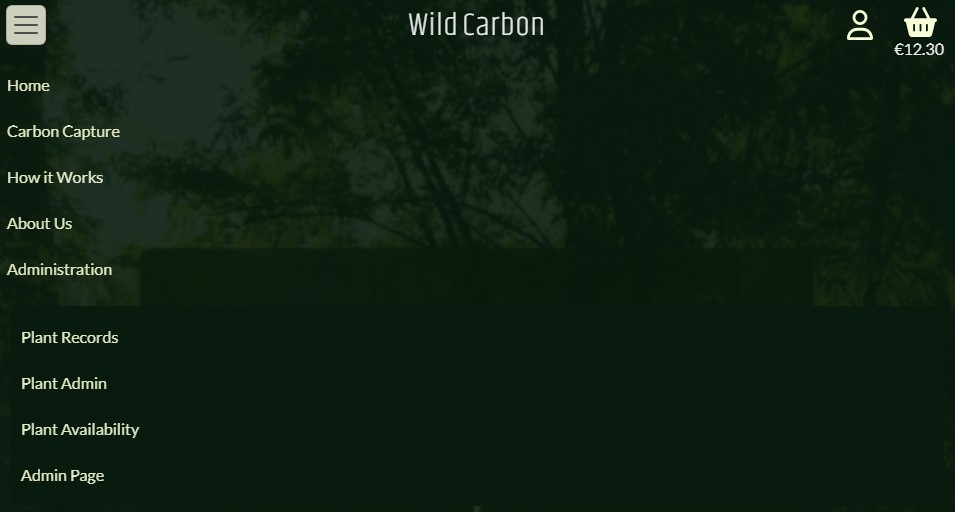 Wild Carbon
€12.30
Home
Carbon Capture
How it Works
About Us
Administration
Plant Records
Plant Admin
Plant Availability
Admin Page